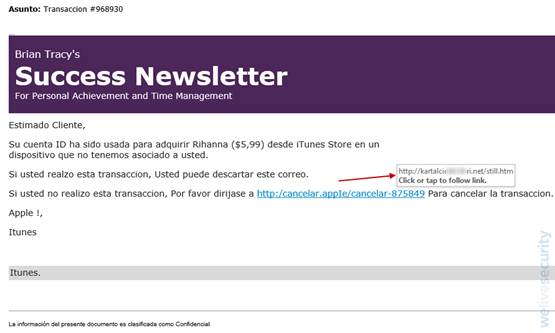 Asunto: Transaccion #968930
Brian Tracy's
Success Newsletter
For Personal Achievement and Time Management
Estimado Cliente,
Su cuenta ID ha sido usada para adquirir Rihanna ($5,99) desde iTunes Store en un
dispositivo que no tenemos asociado a usted.
Si usted realzo esta transaccion, Usted puede descartar este correo.
http://kartalci ri.net/still.htm
Click or tap to follow link.
Si usted no realizo esta transaccion, Por favor dirijase a http:/cancelar.appIe/cancelar-875849 Para cancelar la transaccion.
Apple !,
Itunes
Itunes.
La información del presente documento es clasificada como Confidencial.
welivesecurity